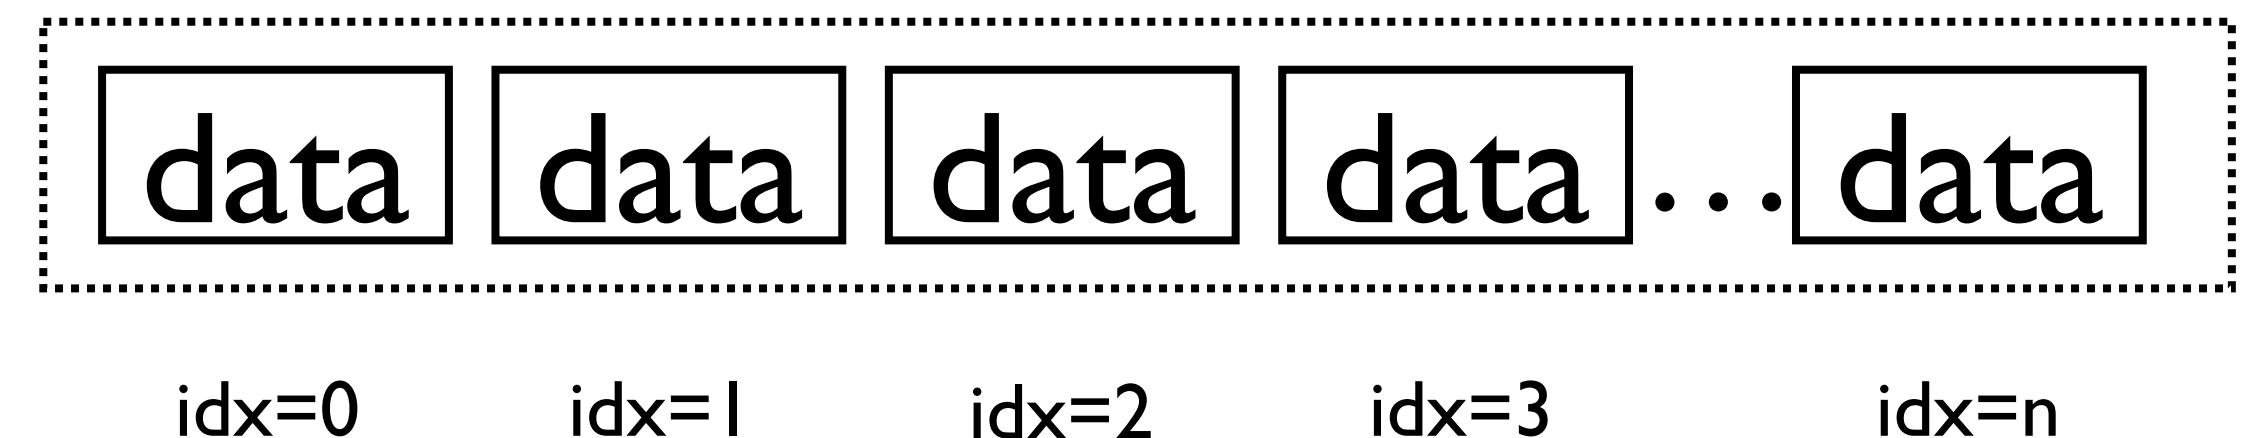 data data data data ... data
idx=0 idx=1 idx=2 idx=3 idx=n